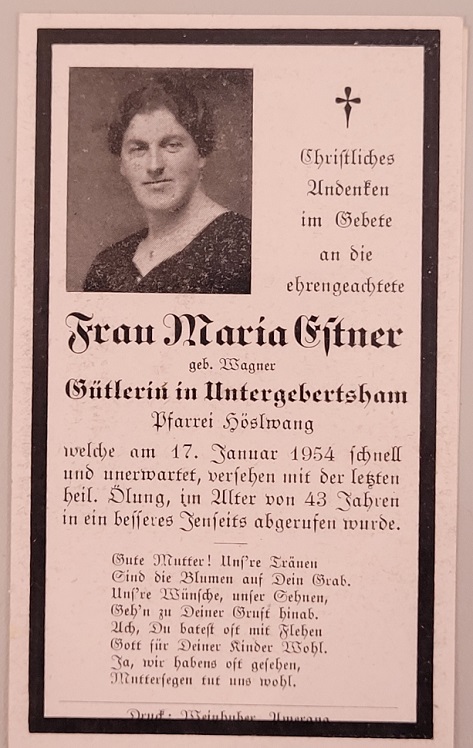 Christliches
Andenken
im Gebete
an die
ehrengeachtete
Frau Maria Estner
geb. Wagner
Gütlerin in Untergebertsham
Pfarrei Höslwang
welche am 17. Januar 1954 schnell
und unerwartet, versehen mit der letzten
heil. Ölung, im Alter von 43 Jahren
in ein besseres Jenseits abgerufen wurde.
Gute Mutter! Uns're Tränen
Sind die Blumen auf Dein Grab.
Uns're Wünsche, unser Sehnen,
Geh'n zu Deiner Gruft hinab.
Ach, Du batest oft mit Flehen
Gott für Deiner Kinder Wohl.
Ja, wir habens oft gesehen,
Muttersegen tut uns wohl.
Druck: Weinhuber Amerang